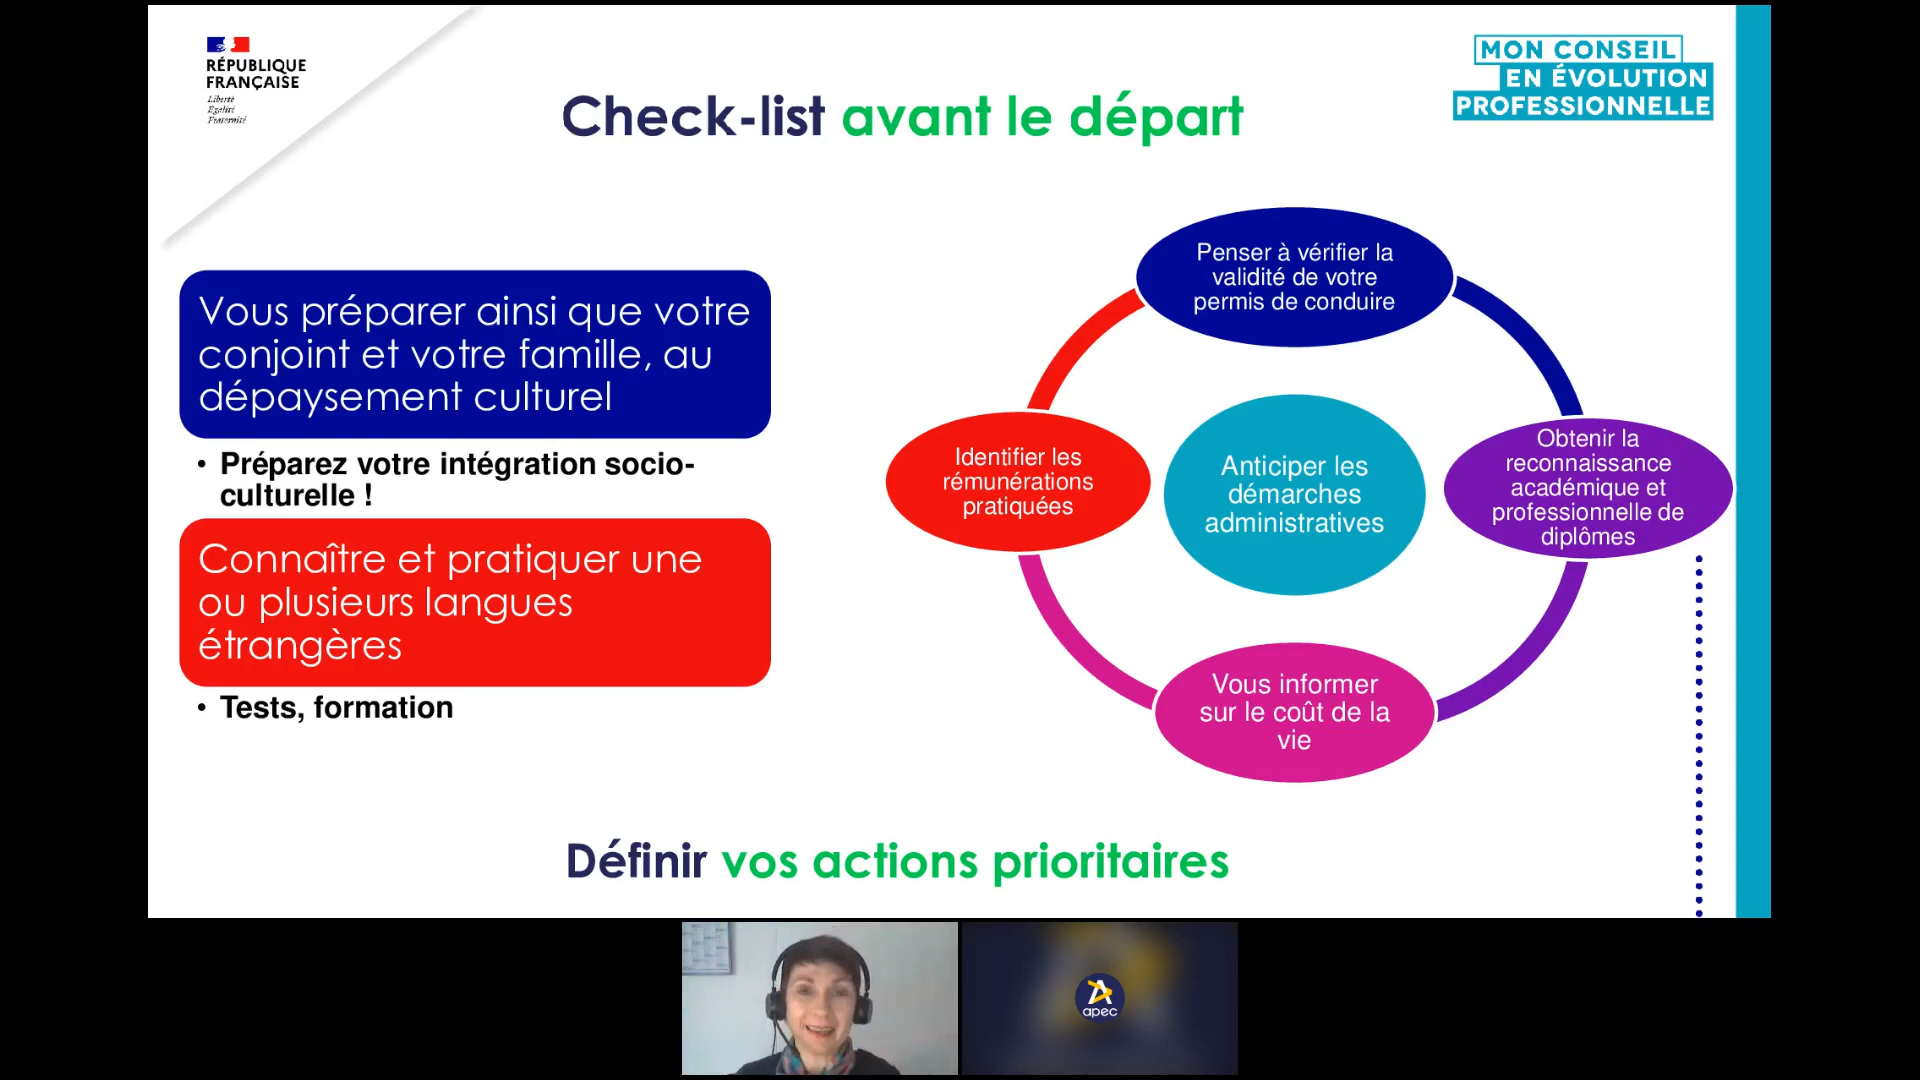 RÉPUBLIQUE
FRANÇAISE
Liberté
Égalité
Fraternité
MON CONSEIL
EN ÉVOLUTION
PROFESSIONNELLE
Check-list avant le départ
Vous préparer ainsi que votre
conjoint et votre famille, au
dépaysement culturel
• Préparez votre intégration socio-
culturelle !
Connaître et pratiquer une
ou plusieurs langues
étrangères
• Tests, formation
Penser à vérifier la
validité de votre
permis de conduire
Identifier les
rémunérations
pratiquées
Anticiper les
démarches
administratives
Obtenir la
reconnaissance
académique et
professionnelle de
diplômes
Vous informer
sur le coût de la
vie
Définir vos actions prioritaires
apec